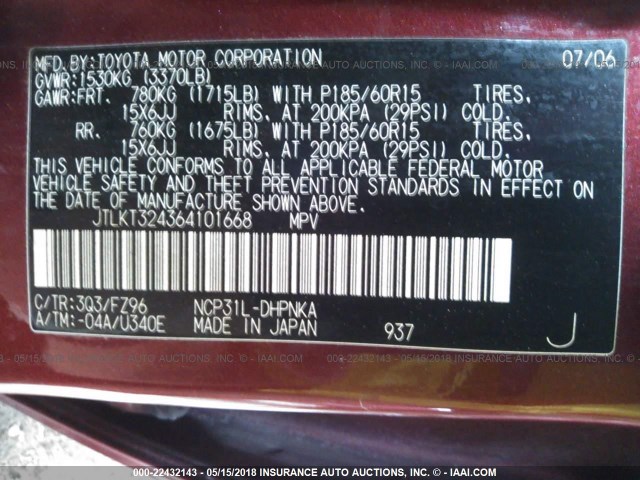 MFD.BY:TOYOTA MOTOR CORPORATION 07/06
GVWR:1530KG (3370LB)
GAWR:FRT. 780KG (1715LB) WITH P185/60R15 TIRES,
15X6JJ RIMS, AT 200KPA (29PSI) COLD.
RR. 760KG (1675LB) WITH P185/60R15 TIRES,
15X6JJ RIMS, AT 200KPA (29PSI) COLD.
THIS VEHICLE CONFORMS TO ALL APPLICABLE FEDERAL MOTOR
VEHICLE SAFETY AND THEFT PREVENTION STANDARDS IN EFFECT ON
THE DATE OF MANUFACTURE SHOWN ABOVE.
JTLKT324364101668 MPV
C/TR:3Q3/FZ96 NCP31L-DHPNKA
A/TM:-04A/U340E MADE IN JAPAN 937 J
000-22432143 - 05/15/2018 INSURANCE AUTO AUCTIONS - IAAI.COM